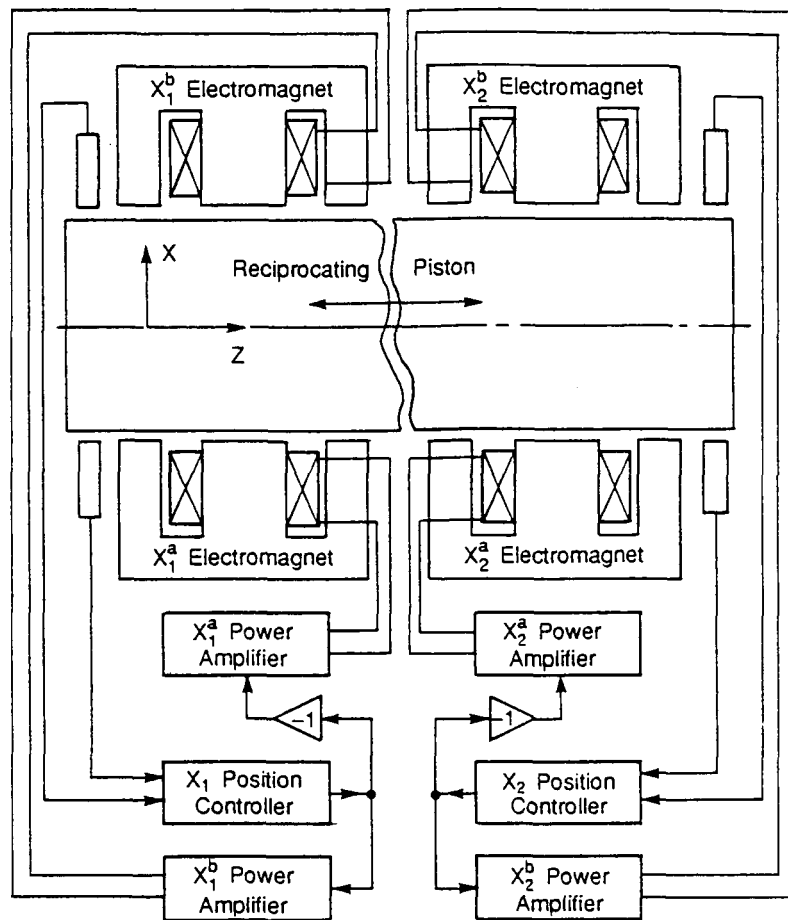 X₁ᵇ Electromagnet
X₂ᵇ Electromagnet
X
Reciprocating Piston
Z
X₁ᵃ Electromagnet
X₂ᵃ Electromagnet
X₁ᵃ Power
Amplifier
X₂ᵃ Power
Amplifier
-1
-1
X₁ Position
Controller
X₂ Position
Controller
X₁ᵇ Power
Amplifier
X₂ᵇ Power
Amplifier